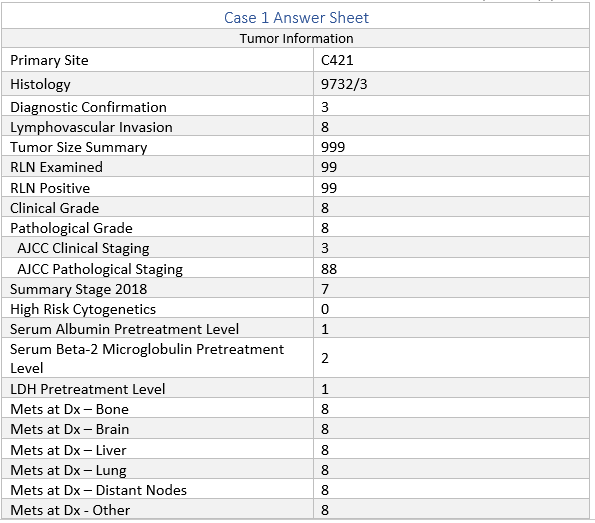 Case 1 Answer Sheet
Tumor Information
Primary Site C421
Histology 9732/3
Diagnostic Confirmation 3
Lymphovascular Invasion 8
Tumor Size Summary 999
RLN Examined 99
RLN Positive 99
Clinical Grade 8
Pathological Grade 8
AJCC Clinical Staging 3
AJCC Pathological Staging 88
Summary Stage 2018 7
High Risk Cytogenetics 0
Serum Albumin Pretreatment Level 1
Serum Beta-2 Microglobulin Pretreatment
Level 2
LDH Pretreatment Level 1
Mets at Dx – Bone 8
Mets at Dx – Brain 8
Mets at Dx – Liver 8
Mets at Dx – Lung 8
Mets at Dx – Distant Nodes 8
Mets at Dx - Other 8